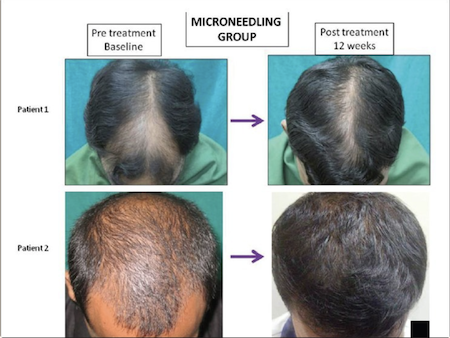 MICRONEEDLING
GROUP
Pre treatment
Baseline
Post treatment
12 weeks
Patient 1
Patient 2